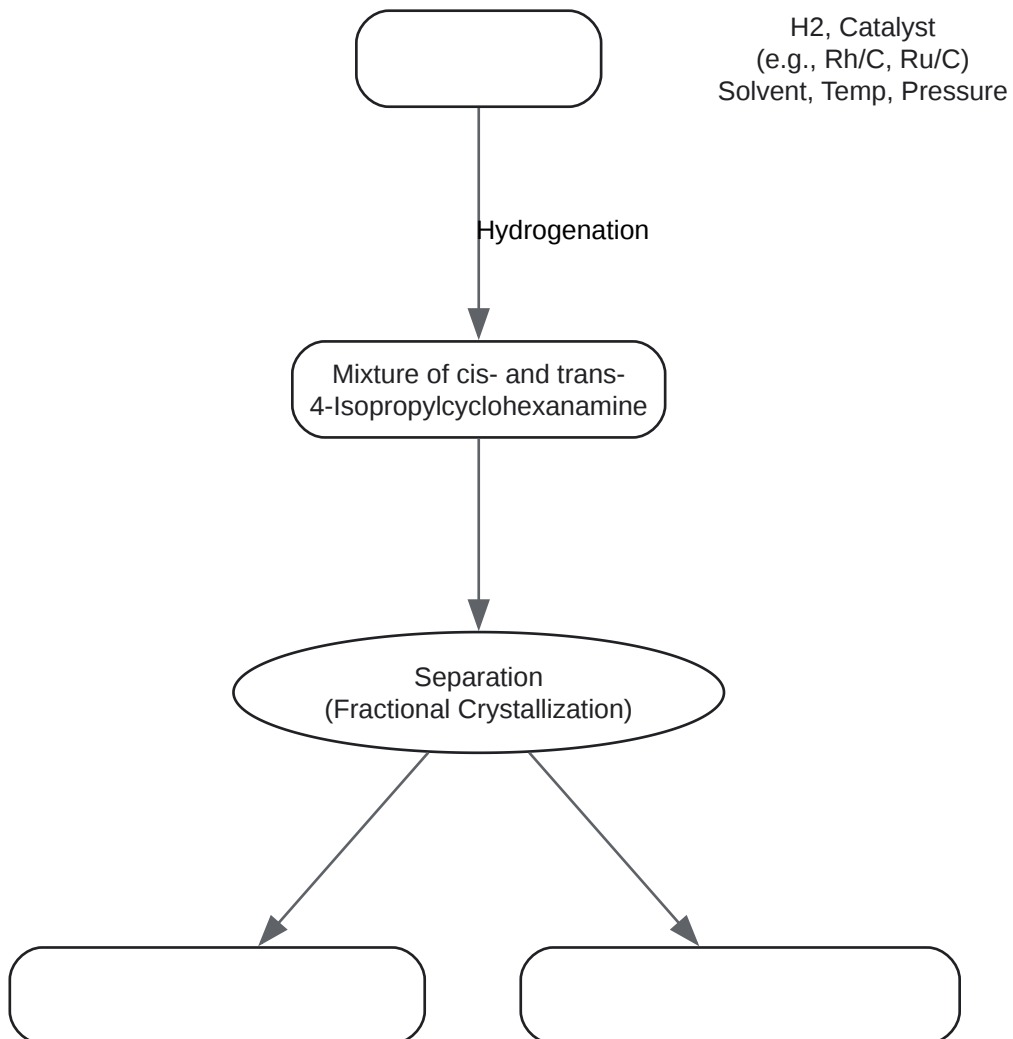 H2, Catalyst
(e.g., Rh/C, Ru/C)
Solvent, Temp, Pressure
Hydrogenation
Mixture of cis- and trans-
4-Isopropylcyclohexanamine
Separation
(Fractional Crystallization)